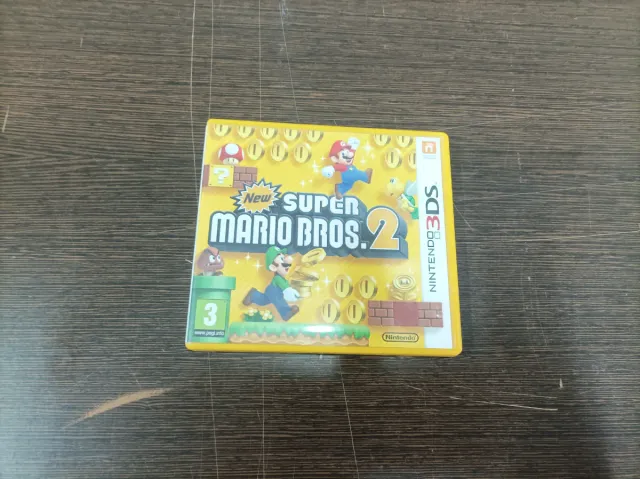 New
SUPER
MARIO BROS. 2
NINTENDO 3DS
3
www.pegi.info
Nintendo